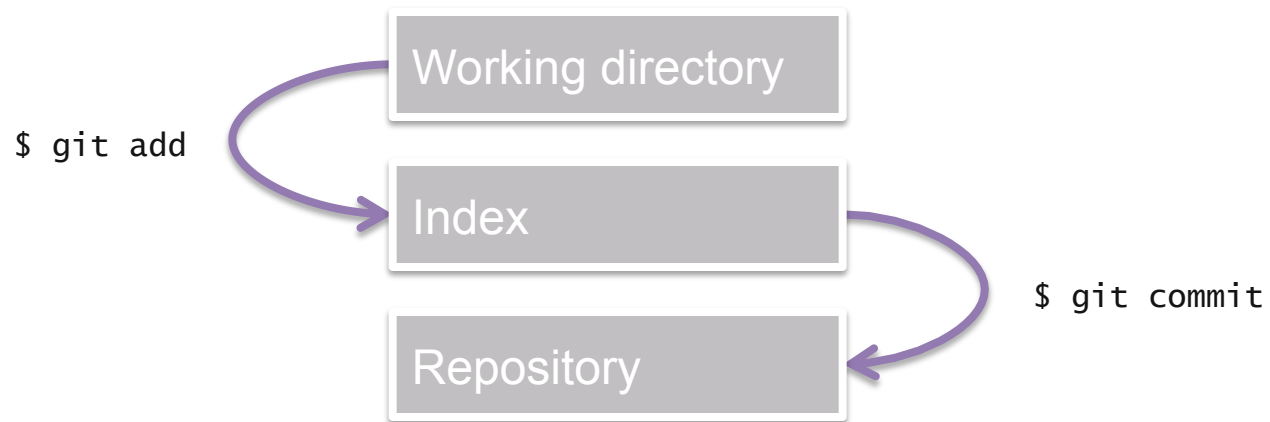 Working directory
$ git add
Index
$ git commit
Repository